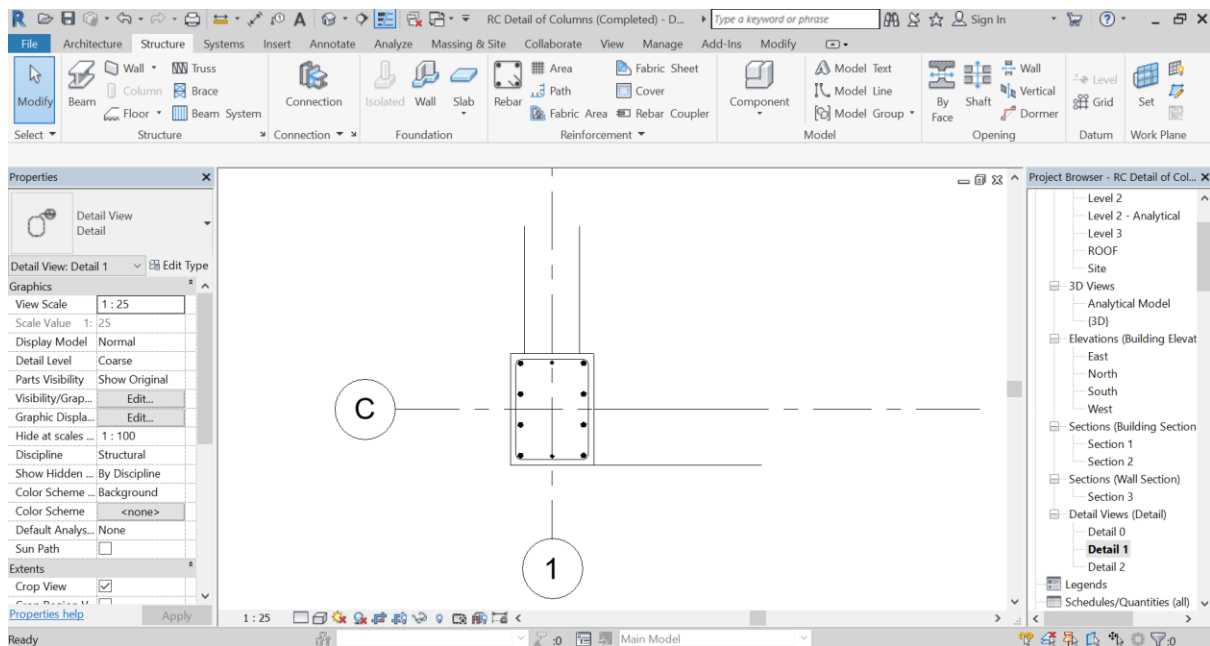 RC Detail of Columns (Completed) - D... Type a keyword or phrase Sign In
File Architecture Structure Systems Insert Annotate Analyze Massing & Site Collaborate View Manage Add-Ins Modify
Modify
Beam
Wall
Column
Floor
Truss
Brace
Beam System
Connection
Isolated
Wall
Slab
Rebar
Area
Path
Fabric Area
Fabric Sheet
Cover
Rebar Coupler
Component
Model Text
Model Line
Model Group
By Face
Shaft
Wall
Vertical
Dormer
Level
Grid
Set
Select Structure Connection Foundation Reinforcement Model Opening Datum Work Plane
Properties
Detail View
Detail
Detail View: Detail 1 Edit Type
Graphics
View Scale 1 : 25
Scale Value 1: 25
Display Model Normal
Detail Level Coarse
Parts Visibility Show Original
Visibility/Grap... Edit...
Graphic Displa... Edit...
Hide at scales ... 1 : 100
Discipline Structural
Show Hidden ... By Discipline
Color Scheme ... Background
Color Scheme <none>
Default Analys... None
Sun Path
Extents
Crop View
Properties help Apply
C
1
1 : 25
Project Browser - RC Detail of Col...
Level 2
Level 2 - Analytical
Level 3
ROOF
Site
3D Views
Analytical Model
{3D}
Elevations (Building Elevat
East
North
South
West
Sections (Building Section
Section 1
Section 2
Sections (Wall Section)
Section 3
Detail Views (Detail)
Detail 0
Detail 1
Detail 2
Legends
Schedules/Quantities (all)
Ready :0 Main Model :0